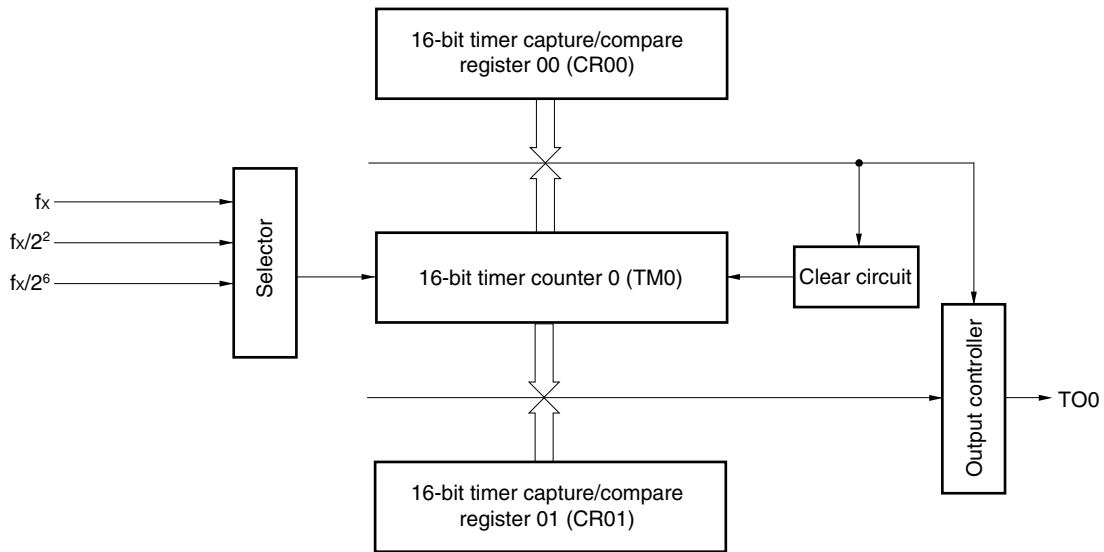 16-bit timer capture/compare
register 00 (CR00)
fx
fx/2²
fx/2⁶
Selector
16-bit timer counter 0 (TM0)
Clear circuit
Output controller
TO0
16-bit timer capture/compare
register 01 (CR01)